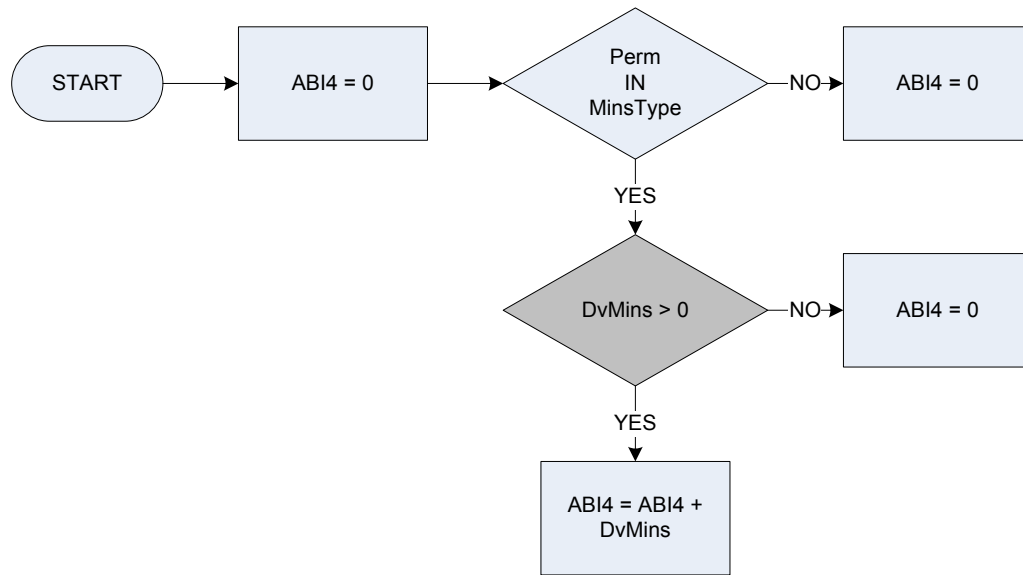 START
ABI4 = 0
Perm
IN
MinsType
NO
ABI4 = 0
YES
DvMins > 0
NO
ABI4 = 0
YES
ABI4 = ABI4 +
DvMins